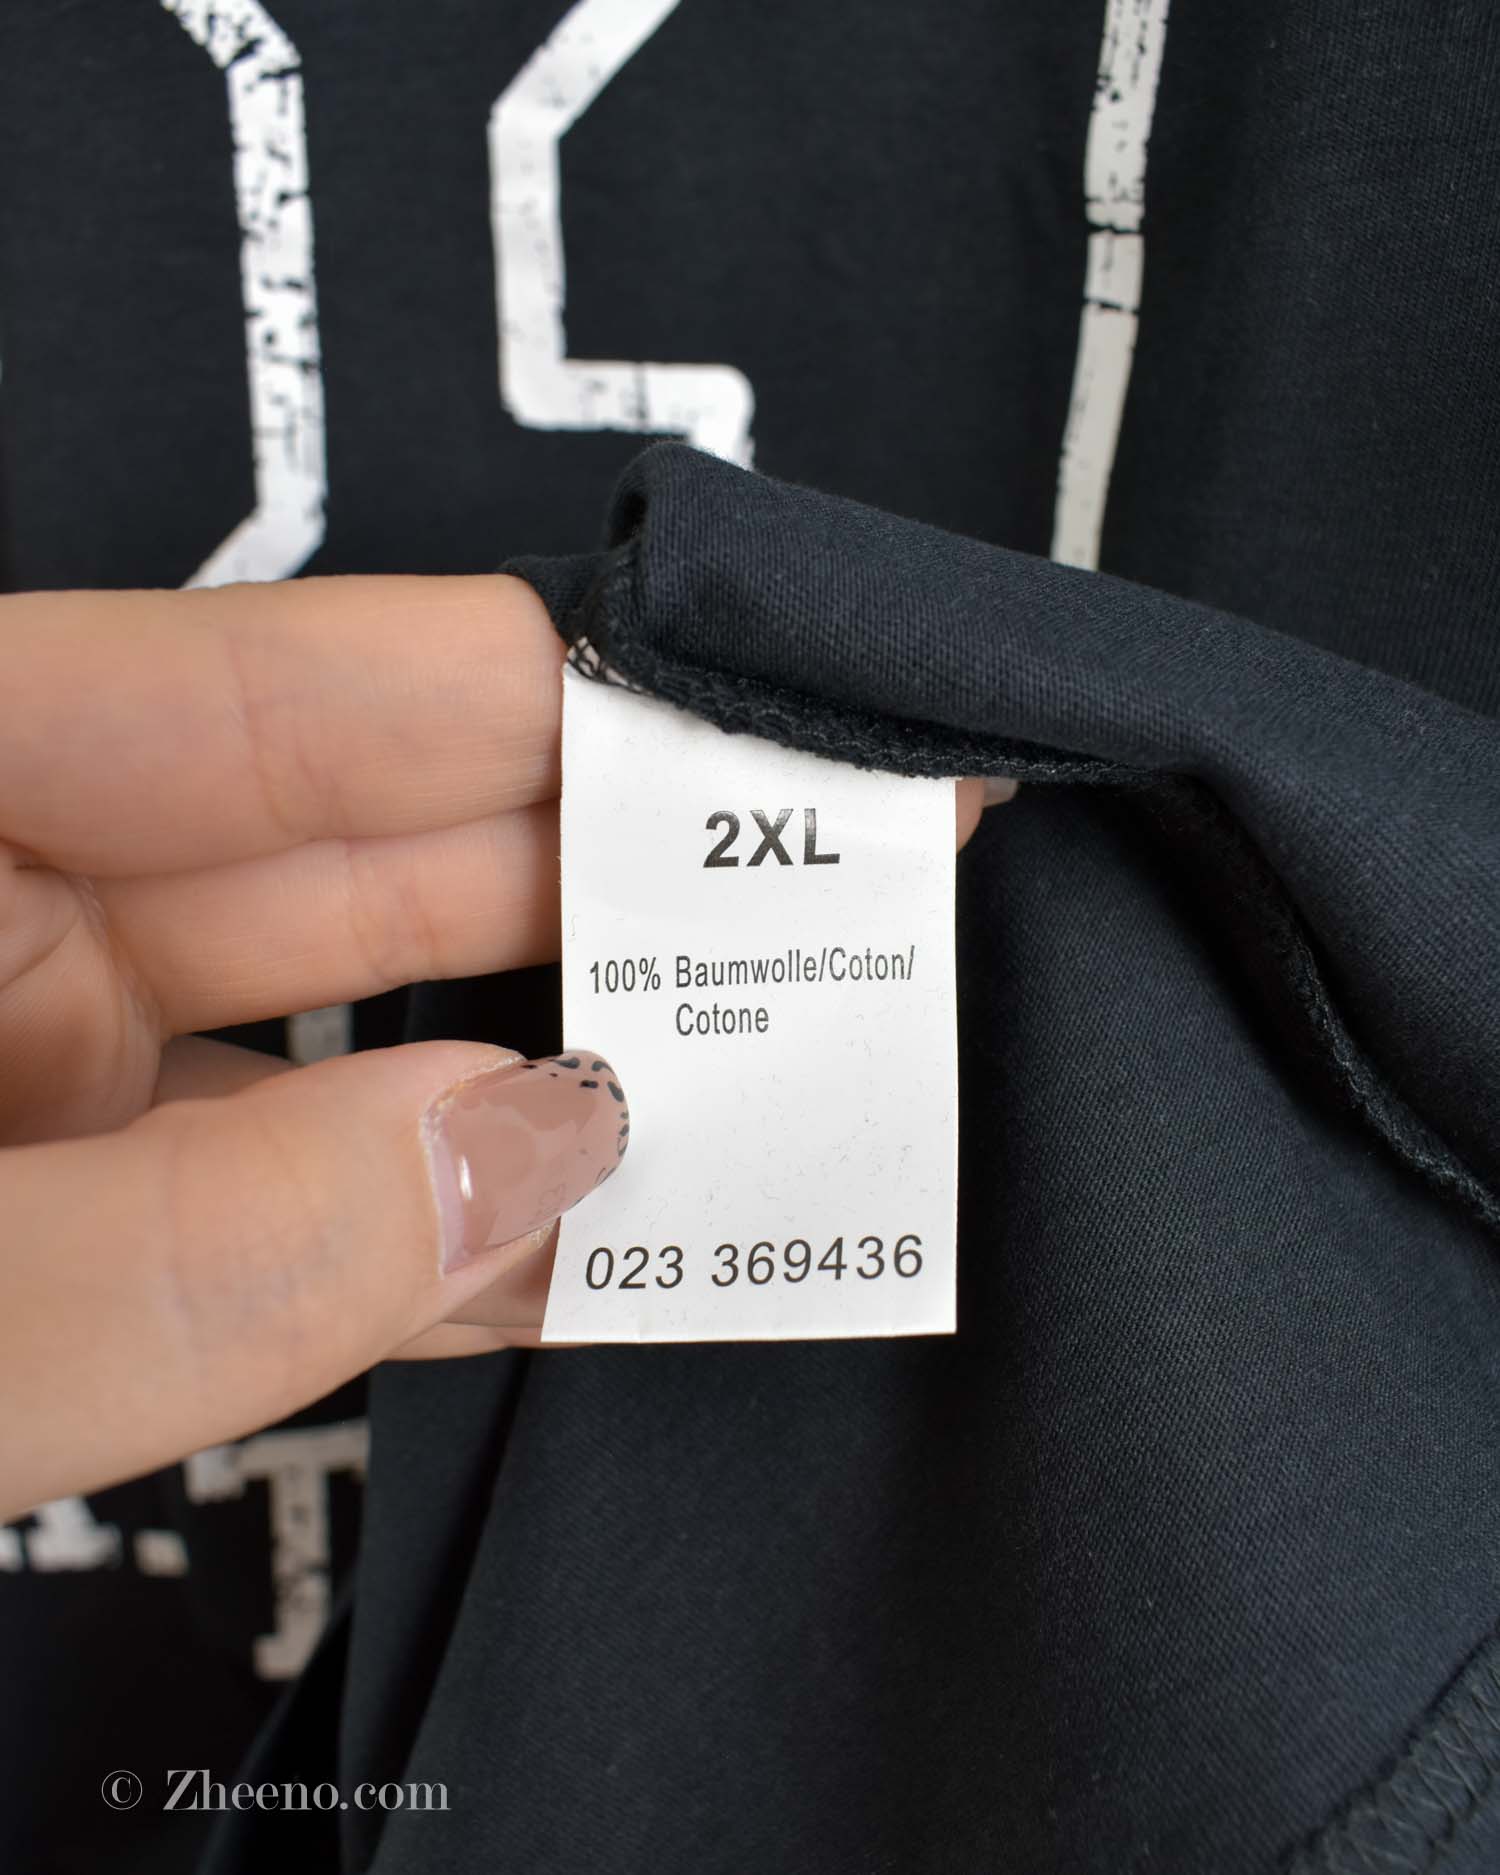 2XL
100% Baumwolle/Coton/
Cotone
023 369436
© Zheeno.com